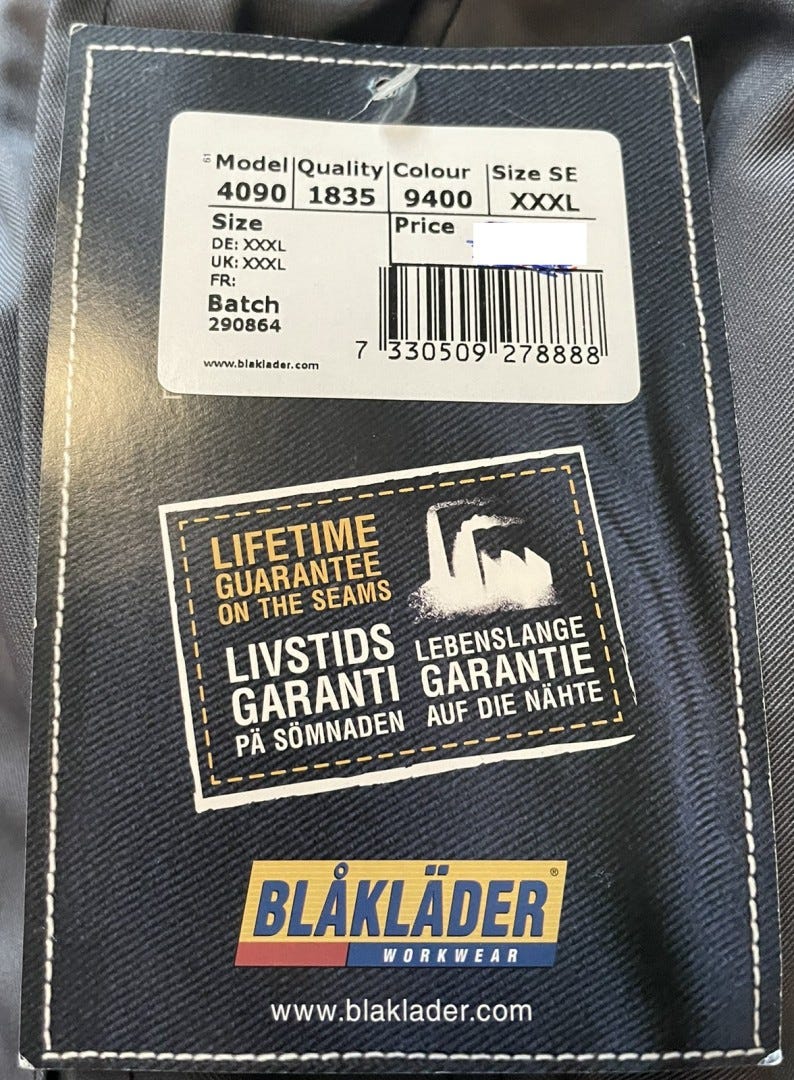 61
Model Quality Colour Size SE
4090 1835 9400 XXXL
Size Price
DE: XXXL
UK: XXXL
FR:
Batch
290864
7 330509 278888
www.blaklader.com
LIFETIME
GUARANTEE
ON THE SEAMS
LIVSTIDS
GARANTI
PÄ SÖMNADEN
LEBENSLANGE
GARANTIE
AUF DIE NÄHTE
BLÅKLÄDER®
WORKWEAR
www.blaklader.com